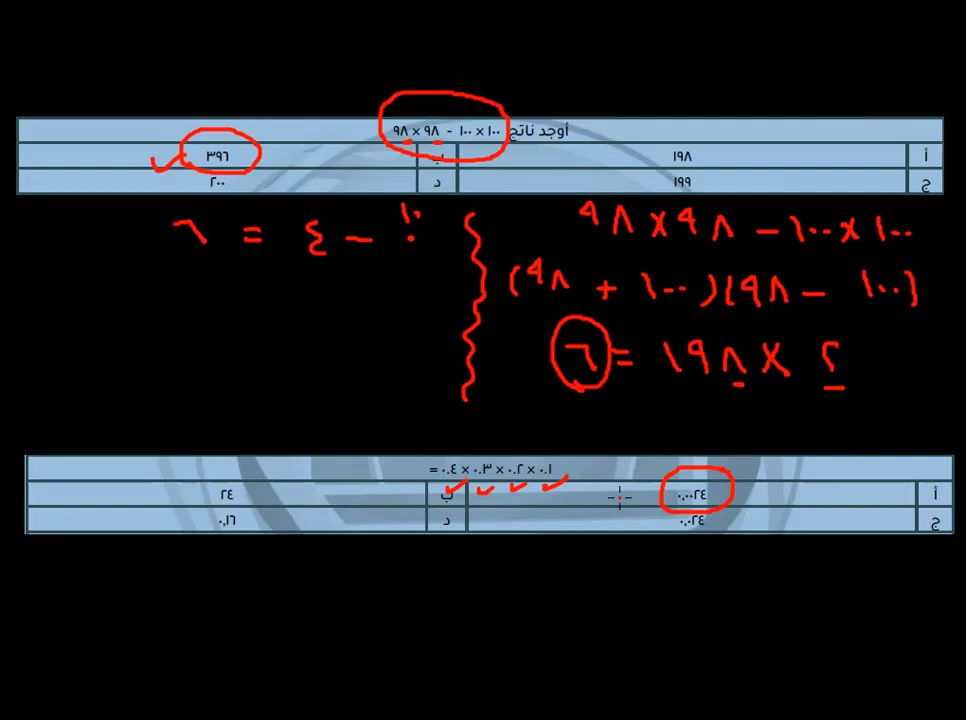 أوجد ناتج ١٠٠ × ١٠٠ - ٩٨ × ٩٨
أ ١٩٨ ب ٣٩٦
ج ١٩٩ د ٢٠٠
١٠٠ × ١٠٠ - ٩٨ × ٩٨
(١٠٠ - ٩٨)(١٠٠ + ٩٨)
٢ × ١٩٨ = ٦
١٠ - ٤ = ٦
٠.١ × ٠.٢ × ٠.٣ × ٠.٤ =
أ ٠,٠٠٢٤ ب ٢٤
ج ٠,٠٢٤ د ٠,١٦